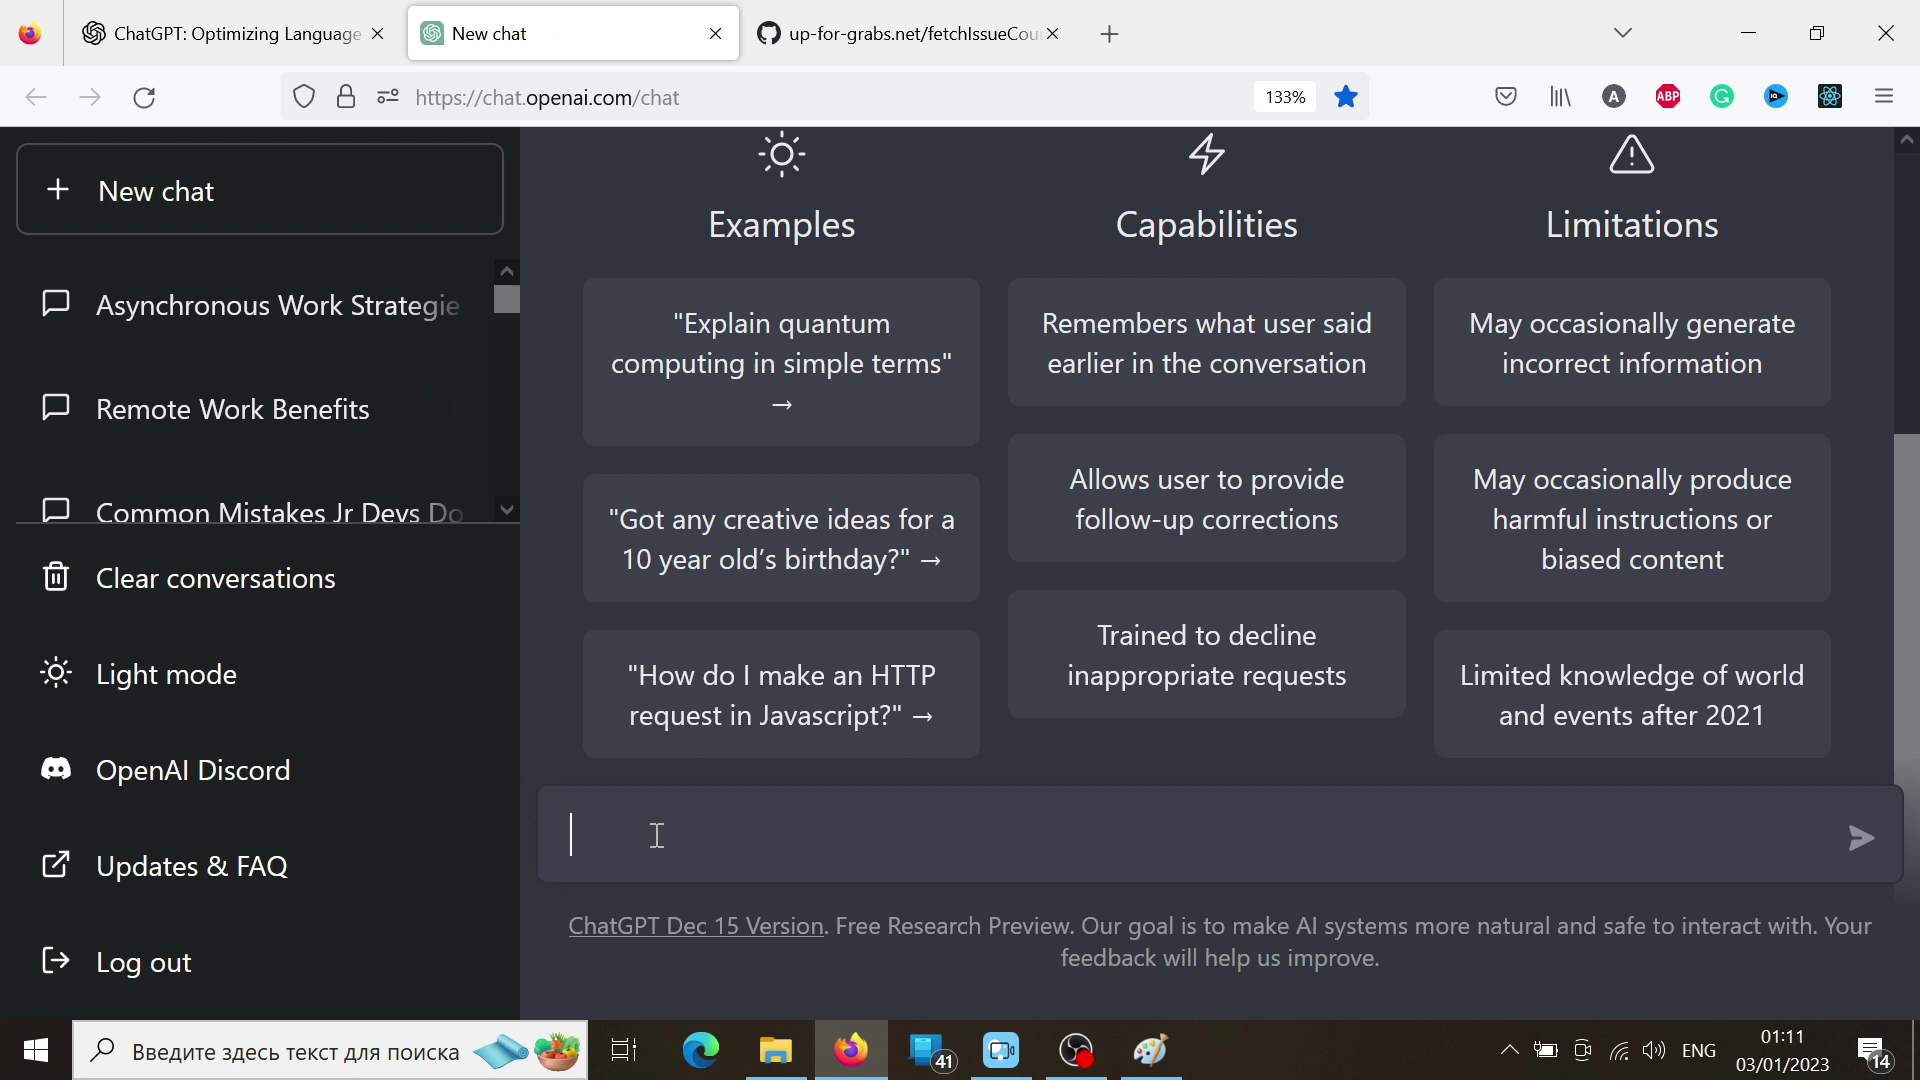 ChatGPT: Optimizing Language
New chat
up-for-grabs.net/fetchIssueCou
https://chat.openai.com/chat
133%
A
ABP
New chat
Asynchronous Work Strategie
Remote Work Benefits
Common Mistakes Jr Devs Do
Clear conversations
Light mode
OpenAI Discord
Updates & FAQ
Log out
Examples
"Explain quantum
computing in simple terms"
→
"Got any creative ideas for a
10 year old’s birthday?" →
"How do I make an HTTP
request in Javascript?" →
Capabilities
Remembers what user said
earlier in the conversation
Allows user to provide
follow-up corrections
Trained to decline
inappropriate requests
Limitations
May occasionally generate
incorrect information
May occasionally produce
harmful instructions or
biased content
Limited knowledge of world
and events after 2021
ChatGPT Dec 15 Version. Free Research Preview. Our goal is to make AI systems more natural and safe to interact with. Your
feedback will help us improve.
Введите здесь текст для поиска
41
ENG
01:11
03/01/2023
14